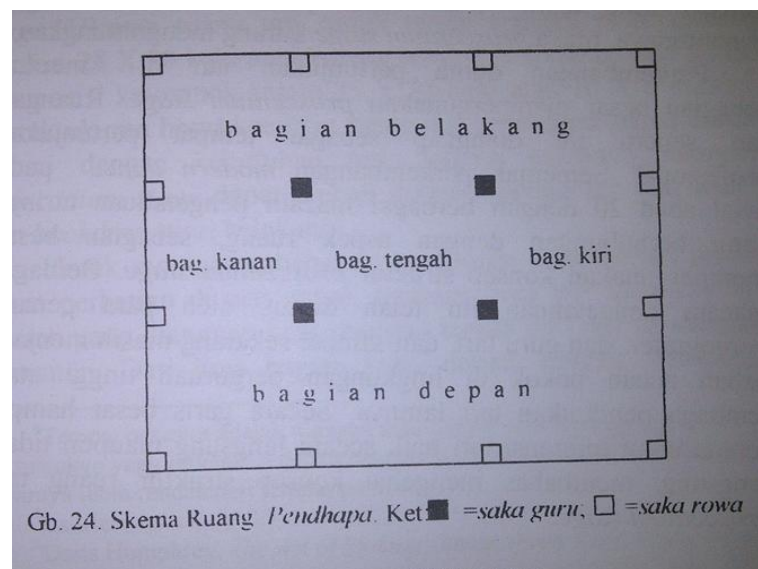 bagian belakang
bag. kanan bag. tengah bag. kiri
bagian depan
Gb. 24. Skema Ruang Pendhapa. Ket: =saka guru, =saka rowa